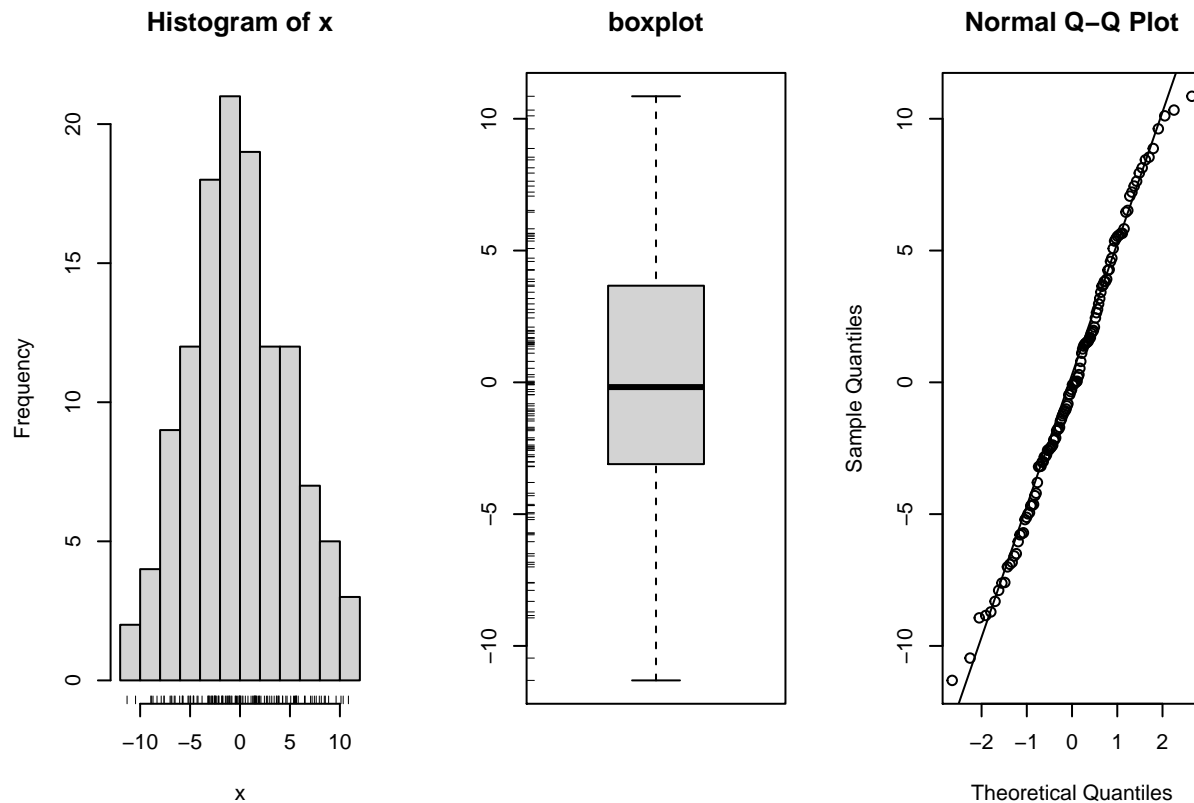 Histogram of x
Frequency
20
15
10
5
0
−10 −5 0 5 10
x
boxplot
10
5
0
−5
−10
Normal Q−Q Plot
Sample Quantiles
10
5
0
−5
−10
−2 −1 0 1 2
Theoretical Quantiles